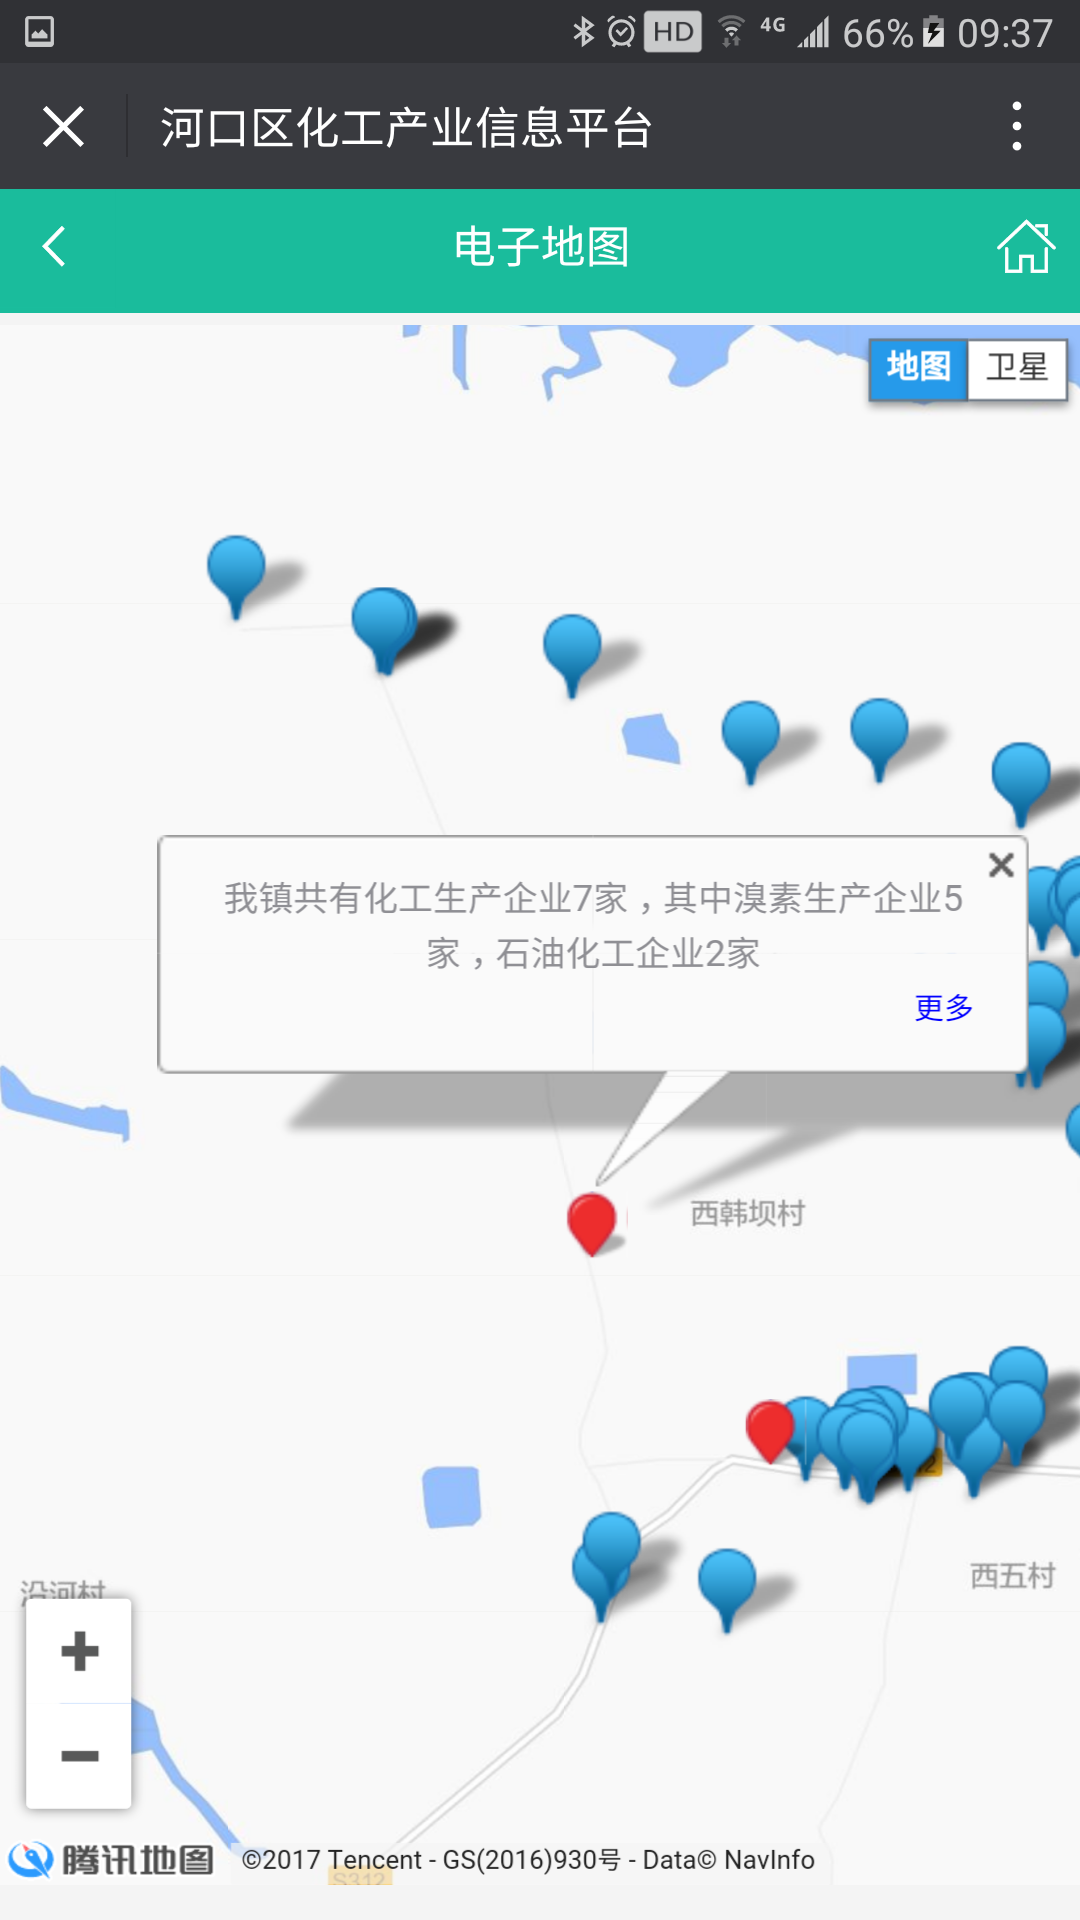 HD 4G 66% 09:37
河口区化工产业信息平台
电子地图
地图 卫星
我镇共有化工生产企业7家，其中溴素生产企业5
家，石油化工企业2家
更多
西韩坝村
西五村
沿河村
腾讯地图 ©2017 Tencent - GS(2016)930号 - Data© NavInfo
S312